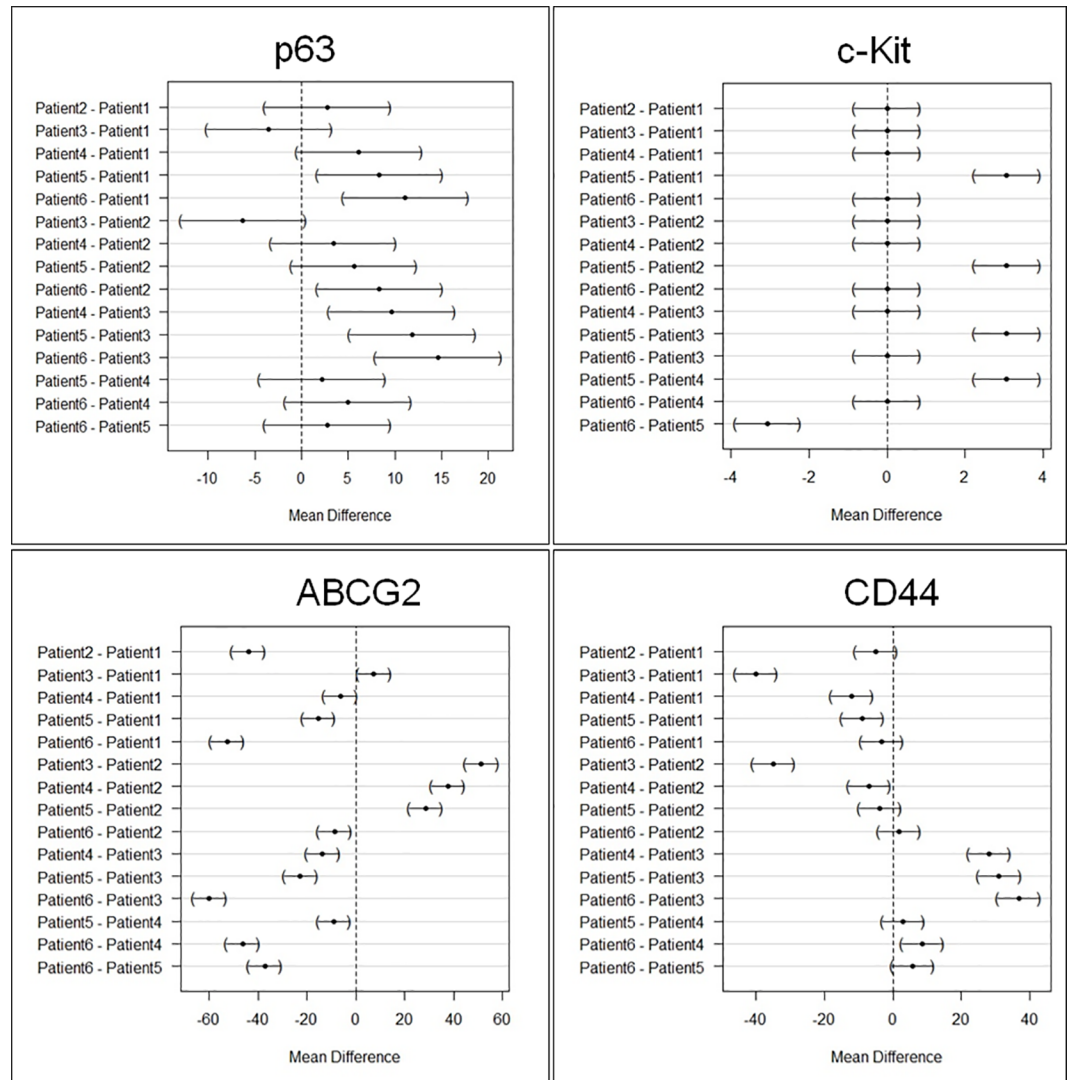 p63
Patient2 - Patient1
Patient3 - Patient1
Patient4 - Patient1
Patient5 - Patient1
Patient6 - Patient1
Patient3 - Patient2
Patient4 - Patient2
Patient5 - Patient2
Patient6 - Patient2
Patient4 - Patient3
Patient5 - Patient3
Patient6 - Patient3
Patient5 - Patient4
Patient6 - Patient4
Patient6 - Patient5
-10 -5 0 5 10 15 20
Mean Difference
c-Kit
Patient2 - Patient1
Patient3 - Patient1
Patient4 - Patient1
Patient5 - Patient1
Patient6 - Patient1
Patient3 - Patient2
Patient4 - Patient2
Patient5 - Patient2
Patient6 - Patient2
Patient4 - Patient3
Patient5 - Patient3
Patient6 - Patient3
Patient5 - Patient4
Patient6 - Patient4
Patient6 - Patient5
-4 -2 0 2 4
Mean Difference
ABCG2
Patient2 - Patient1
Patient3 - Patient1
Patient4 - Patient1
Patient5 - Patient1
Patient6 - Patient1
Patient3 - Patient2
Patient4 - Patient2
Patient5 - Patient2
Patient6 - Patient2
Patient4 - Patient3
Patient5 - Patient3
Patient6 - Patient3
Patient5 - Patient4
Patient6 - Patient4
Patient6 - Patient5
-60 -40 -20 0 20 40 60
Mean Difference
CD44
Patient2 - Patient1
Patient3 - Patient1
Patient4 - Patient1
Patient5 - Patient1
Patient6 - Patient1
Patient3 - Patient2
Patient4 - Patient2
Patient5 - Patient2
Patient6 - Patient2
Patient4 - Patient3
Patient5 - Patient3
Patient6 - Patient3
Patient5 - Patient4
Patient6 - Patient4
Patient6 - Patient5
-40 -20 0 20 40
Mean Difference